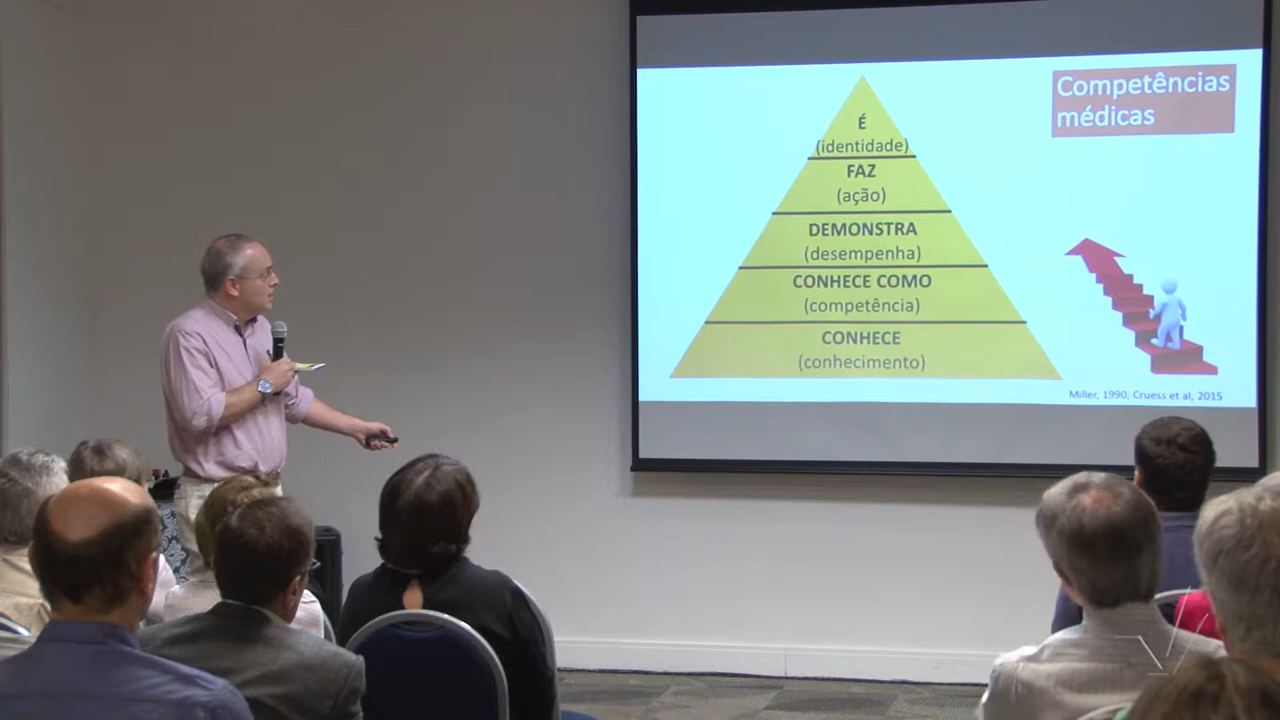 Competências
médicas
É
(identidade)
FAZ
(ação)
DEMONSTRA
(desempenha)
CONHECE COMO
(competência)
CONHECE
(conhecimento)
Miller, 1990; Cruess et al, 2015